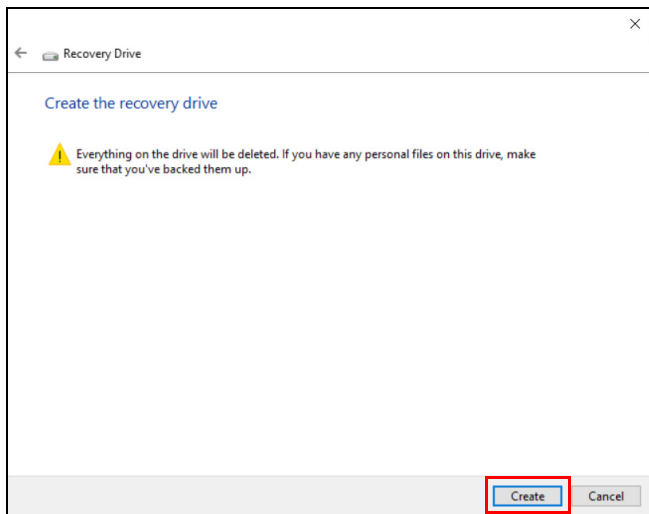 Recovery Drive
Create the recovery drive
Everything on the drive will be deleted. If you have any personal files on this drive, make
sure that you've backed them up.
Create Cancel